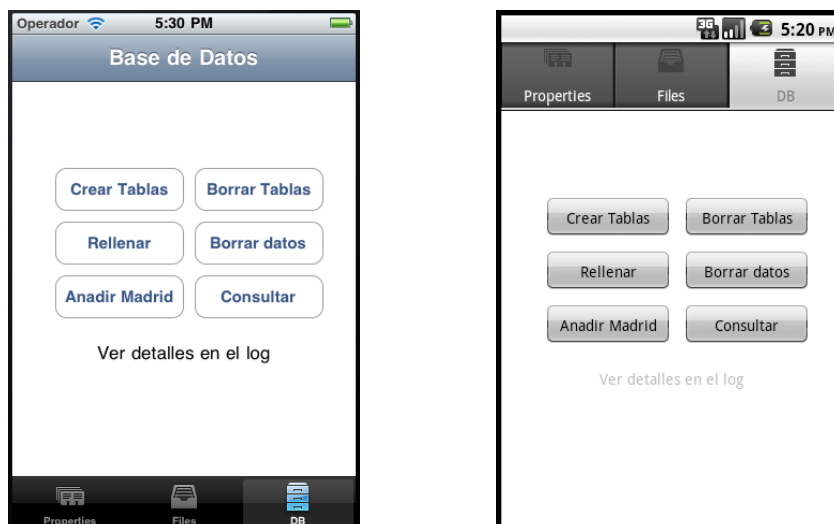 Operador 5:30 PM
Base de Datos
Crear Tablas Borrar Tablas
Rellenar Borrar datos
Anadir Madrid Consultar
Ver detalles en el log
Properties Files DB
3G 5:20 PM
Properties Files DB
Crear Tablas Borrar Tablas
Rellenar Borrar datos
Anadir Madrid Consultar
Ver detalles en el log